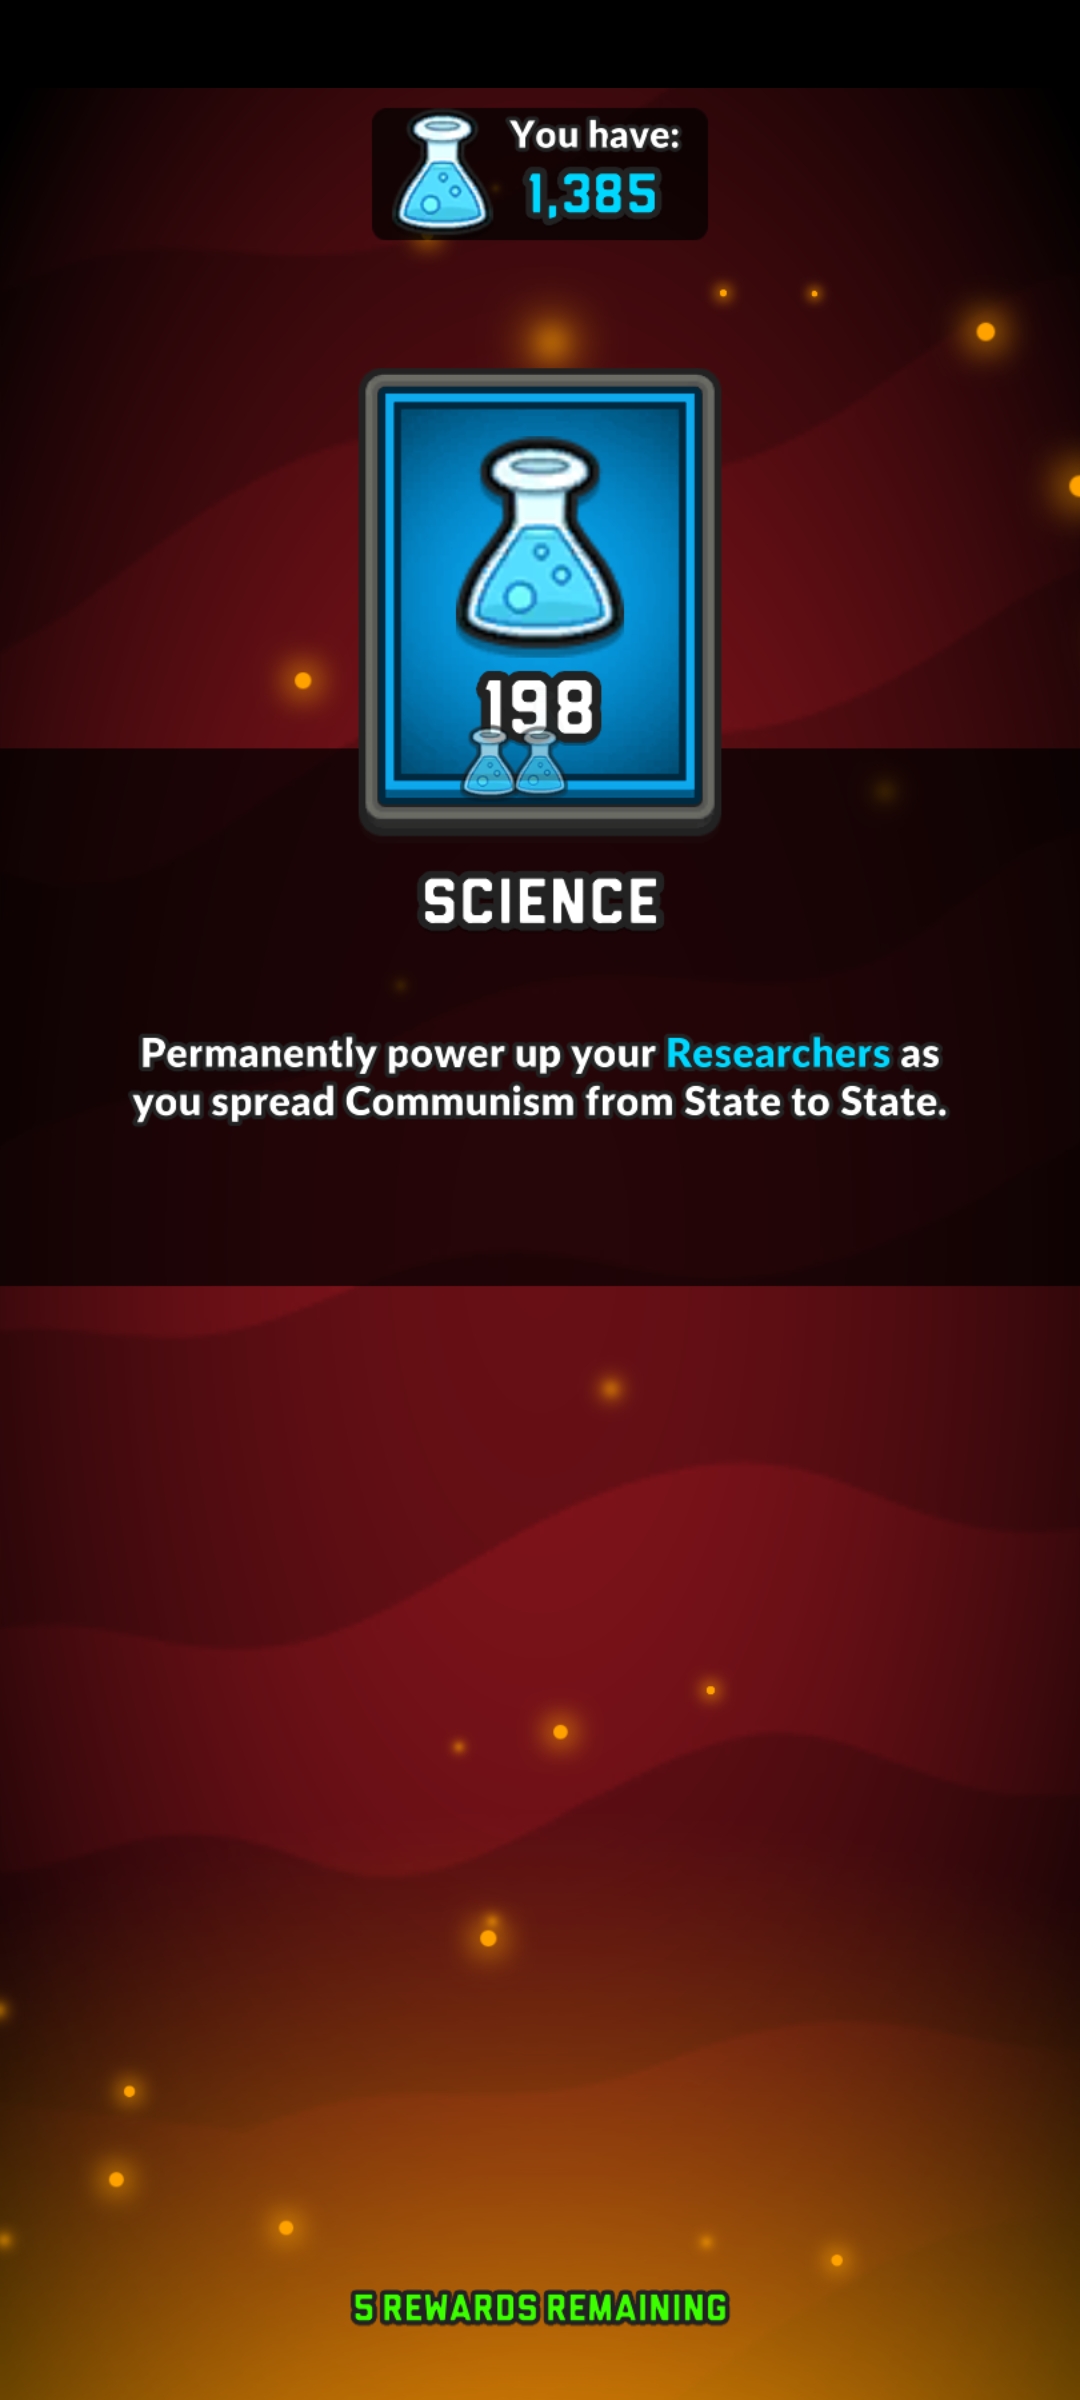 You have:
1,385
198
SCIENCE
Permanently power up your Researchers as
you spread Communism from State to State.
5 REWARDS REMAINING